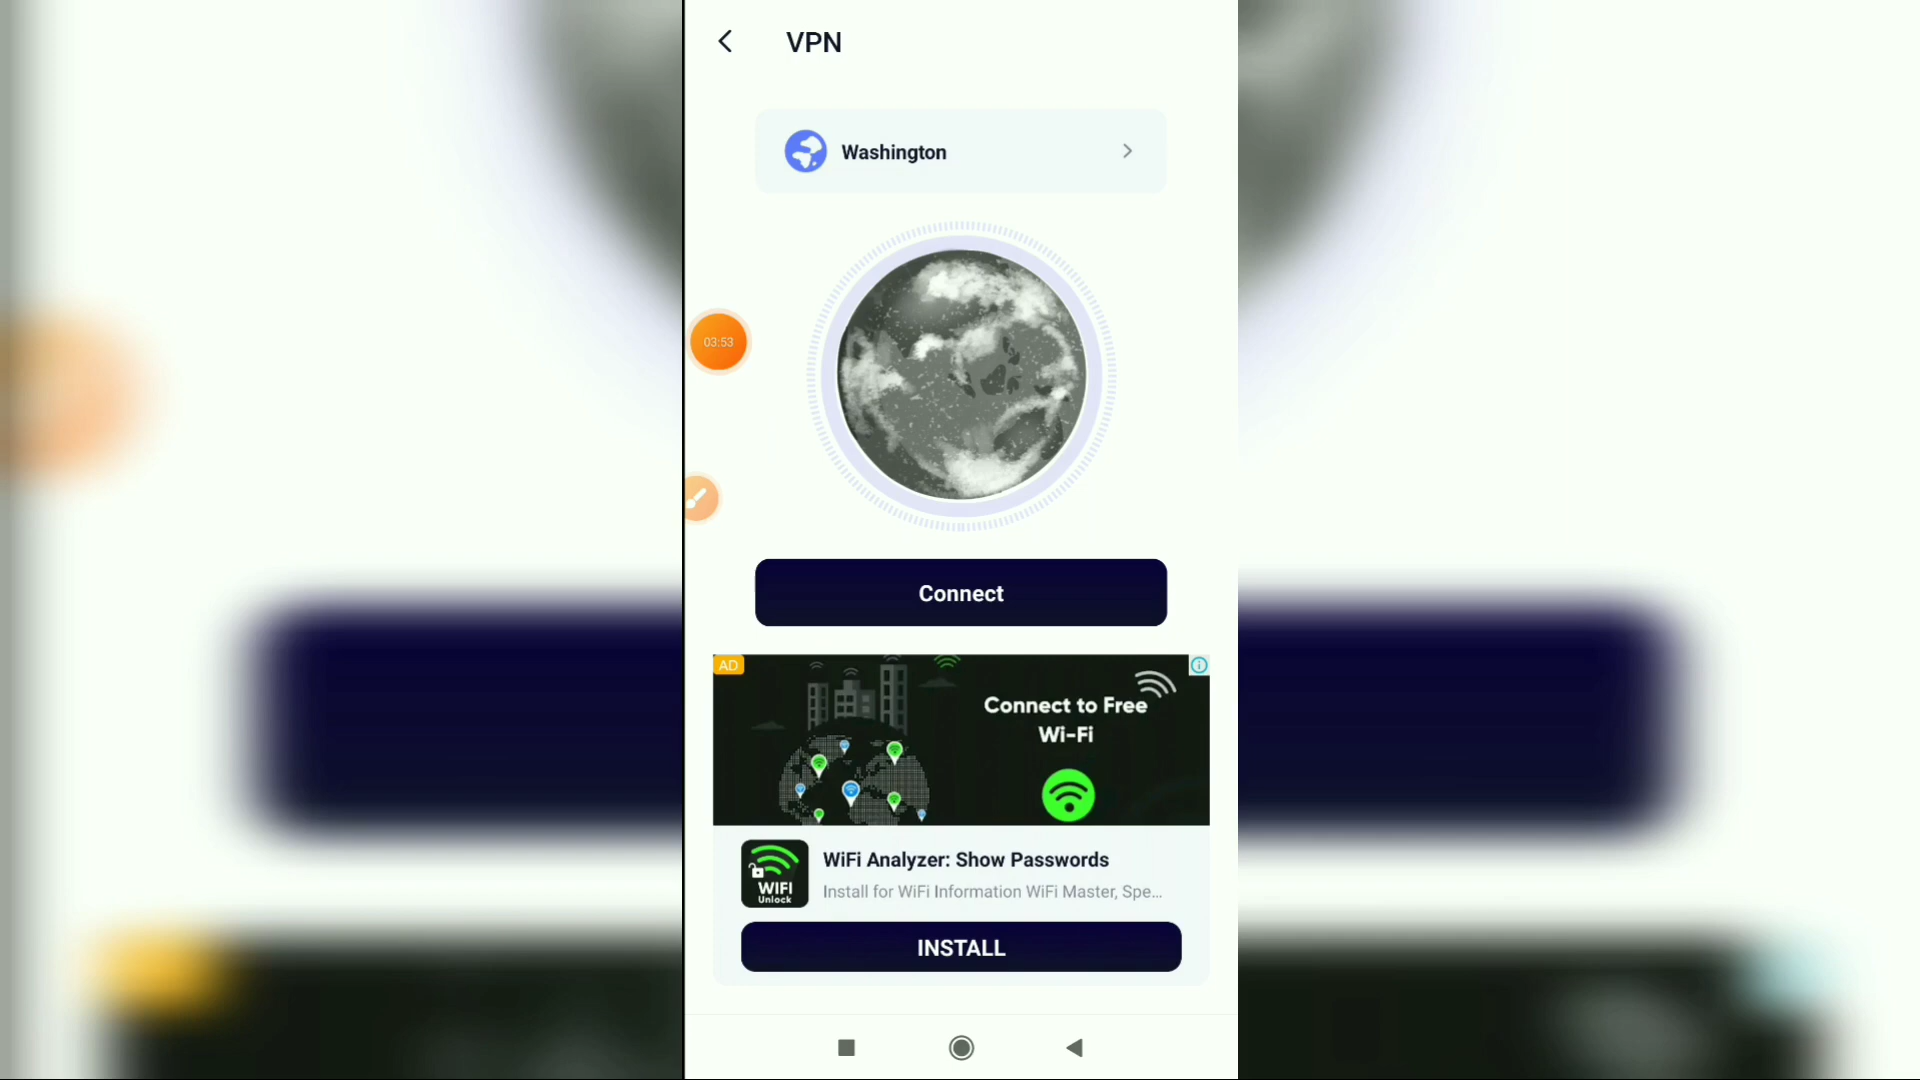 VPN
Washington
03:53
Connect
AD
Connect to Free
Wi-Fi
WIFI
Unlock
WiFi Analyzer: Show Passwords
Install for WiFi Information WiFi Master, Spe...
INSTALL